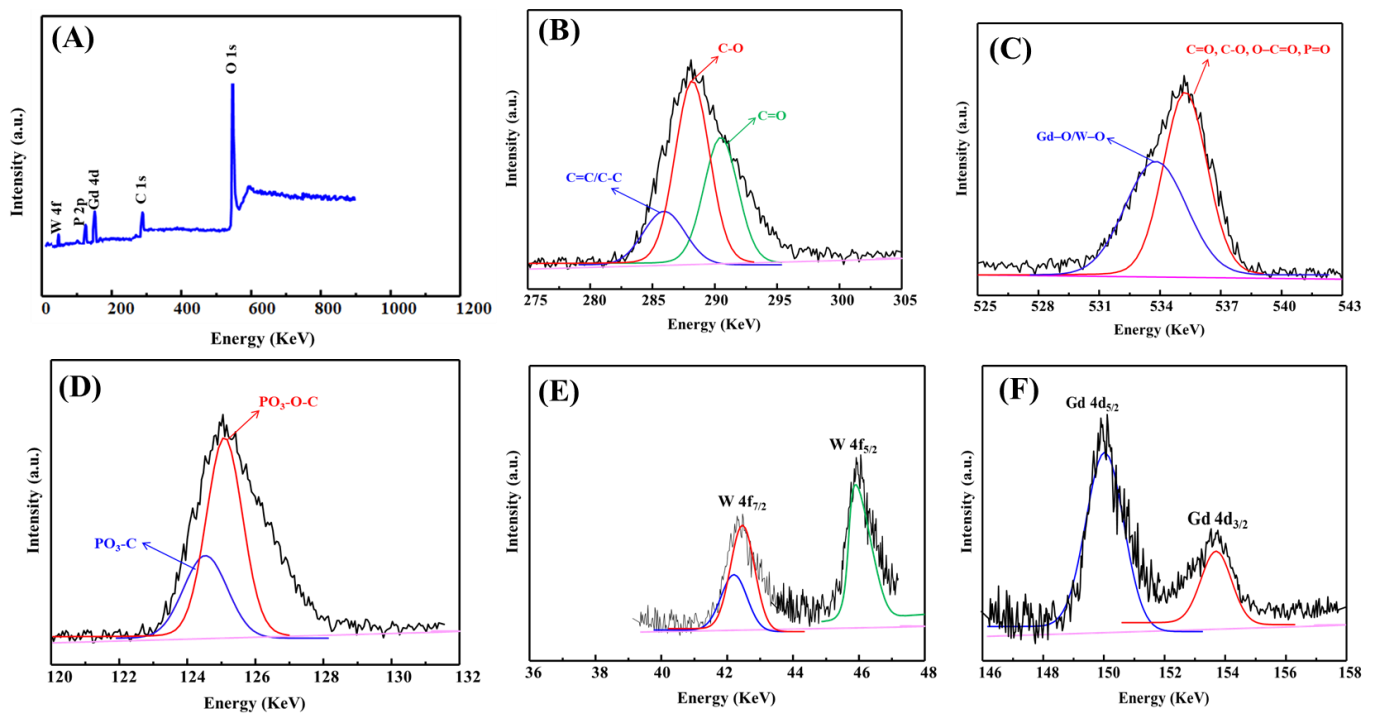 (A)
O 1s
C 1s
Gd 4d
P 2p
W 4f
Intensity (a.u.)
0 200 400 600 800 1000 1200
Energy (KeV)
(B)
C-O
C=O
C=C/C-C
Intensity (a.u.)
275 280 286 290 295 300 305
Energy (KeV)
(C)
C=O, C-O, O–C=O, P=O
Gd–O/W–O
Intensity (a.u.)
525 528 531 534 537 540 543
Energy (KeV)
(D)
PO₃-O-C
PO₃-C
Intensity (a.u.)
120 122 124 126 128 130 132
Energy (KeV)
(E)
W 4f₅/₂
W 4f₇/₂
Intensity (a.u.)
36 38 40 42 44 46 48
Energy (KeV)
(F)
Gd 4d₅/₂
Gd 4d₃/₂
Intensity (a.u.)
146 148 150 152 154 156 158
Energy (KeV)